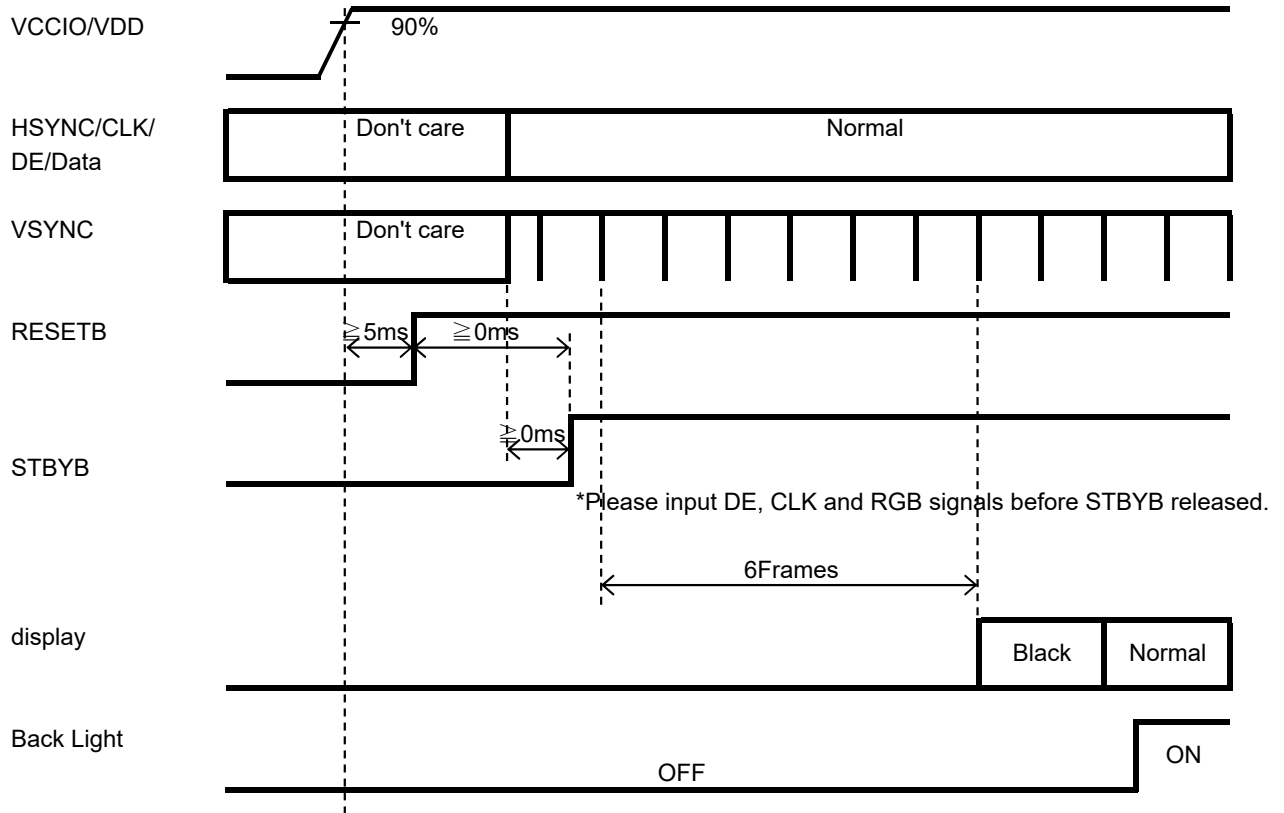 VCCIO/VDD
90%
HSYNC/CLK/
DE/Data
Don't care
Normal
VSYNC
Don't care
RESETB
≧5ms
≧0ms
≧0ms
STBYB
*Please input DE, CLK and RGB signals before STBYB released.
6Frames
display
Black
Normal
Back Light
OFF
ON